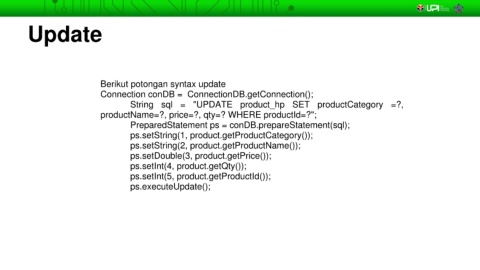 UPI
Update
Berikut potongan syntax update
Connection conDB = ConnectionDB.getConnection();
String sql = "UPDATE product_hp SET productCategory =?,
productName=?, price=?, qty=? WHERE productId=?";
PreparedStatement ps = conDB.prepareStatement(sql);
ps.setString(1, product.getProductCategory());
ps.setString(2, product.getProductName());
ps.setDouble(3, product.getPrice());
ps.setInt(4, product.getQty());
ps.setInt(5, product.getProductId());
ps.executeUpdate();